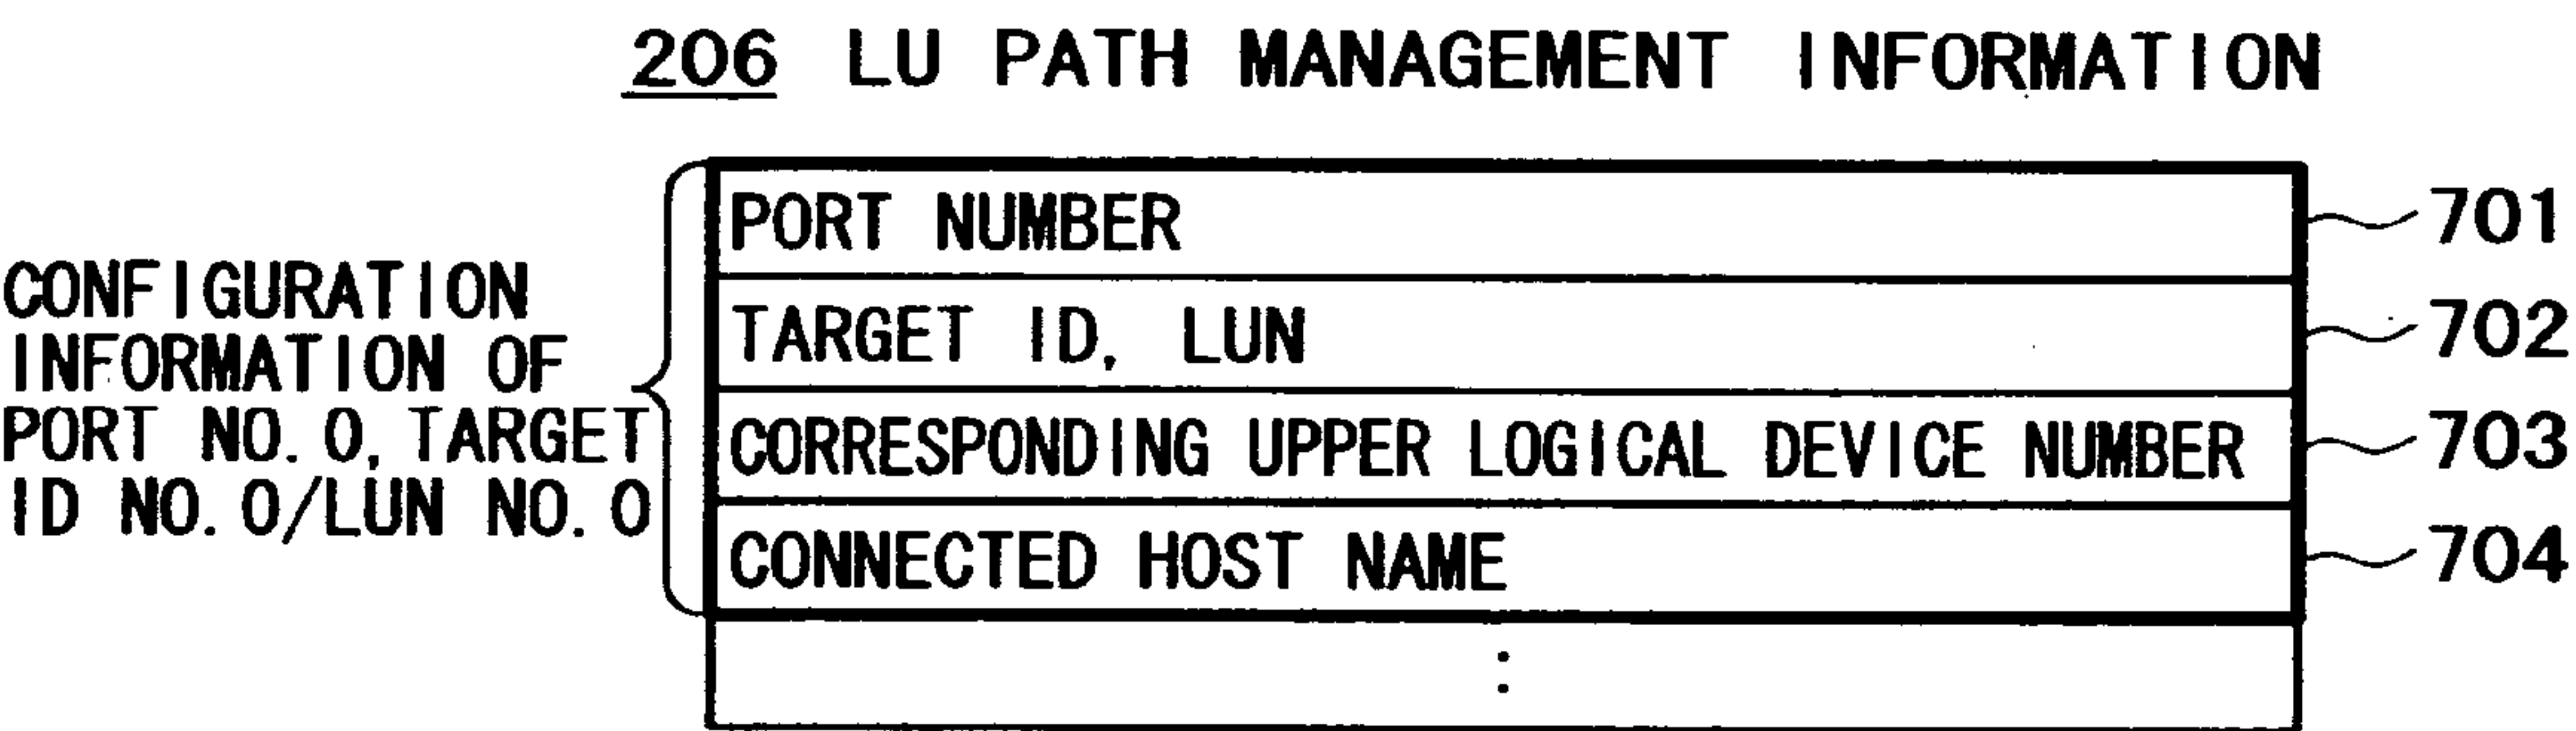 206 LU PATH MANAGEMENT INFORMATION
CONFIGURATION
INFORMATION OF
PORT NO. 0, TARGET
ID NO. 0/LUN NO. 0
PORT NUMBER 701
TARGET ID, LUN 702
CORRESPONDING UPPER LOGICAL DEVICE NUMBER 703
CONNECTED HOST NAME 704
: